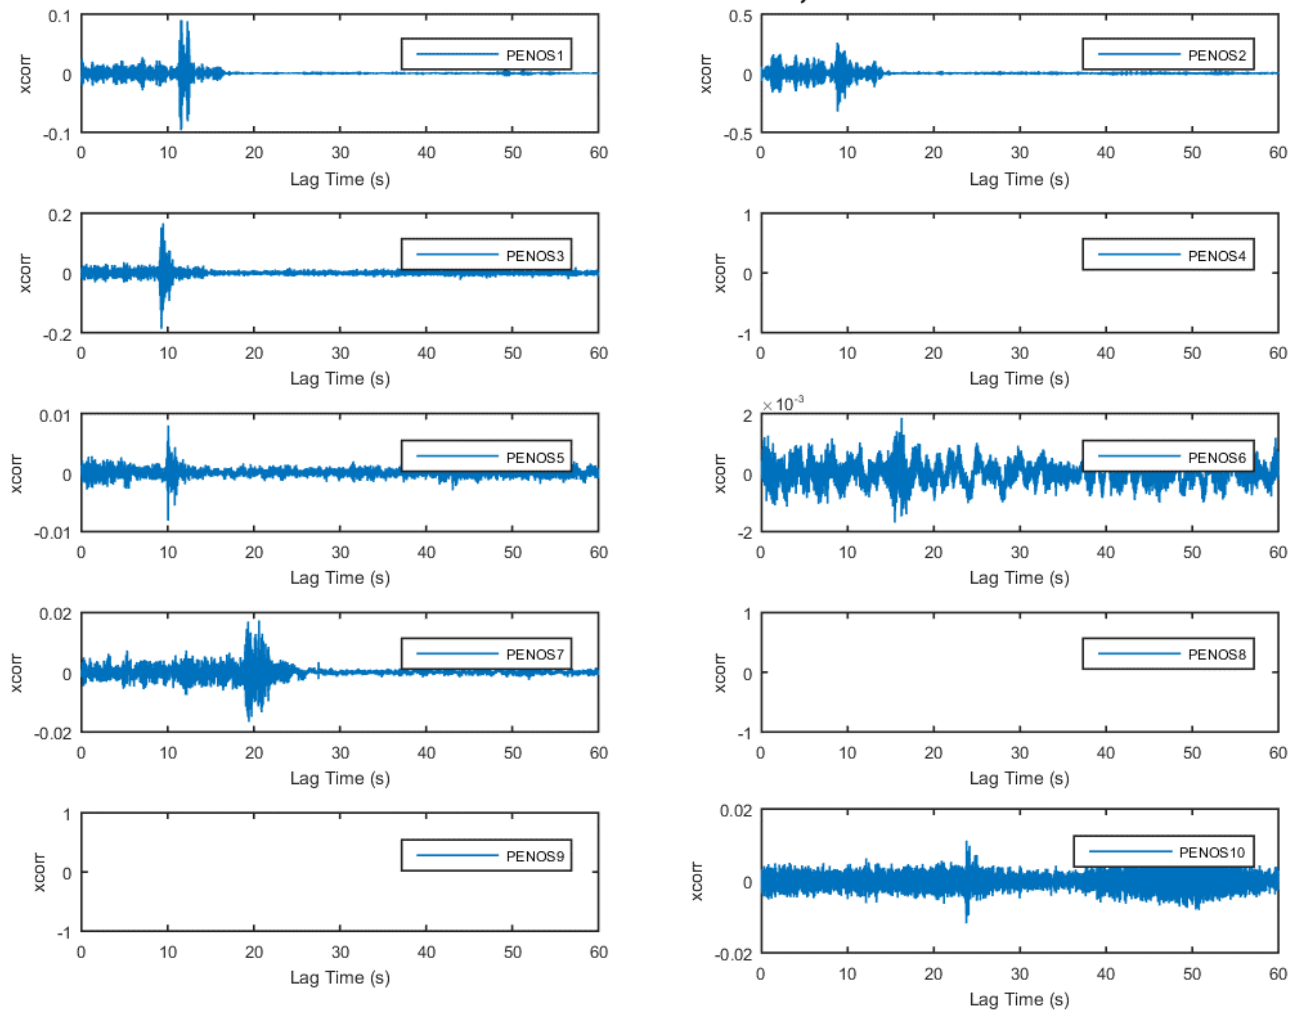 0.1
0
-0.1
xcorr
PENOS1
0 10 20 30 40 50 60
Lag Time (s)
0.5
0
-0.5
xcorr
PENOS2
0 10 20 30 40 50 60
Lag Time (s)
0.2
0
-0.2
xcorr
PENOS3
0 10 20 30 40 50 60
Lag Time (s)
1
0
-1
xcorr
PENOS4
0 10 20 30 40 50 60
Lag Time (s)
0.01
0
-0.01
xcorr
PENOS5
0 10 20 30 40 50 60
Lag Time (s)
×10⁻³
2
0
-2
xcorr
PENOS6
0 10 20 30 40 50 60
Lag Time (s)
0.02
0
-0.02
xcorr
PENOS7
0 10 20 30 40 50 60
Lag Time (s)
1
0
-1
xcorr
PENOS8
0 10 20 30 40 50 60
Lag Time (s)
1
0
-1
xcorr
PENOS9
0 10 20 30 40 50 60
Lag Time (s)
0.02
0
-0.02
xcorr
PENOS10
0 10 20 30 40 50 60
Lag Time (s)